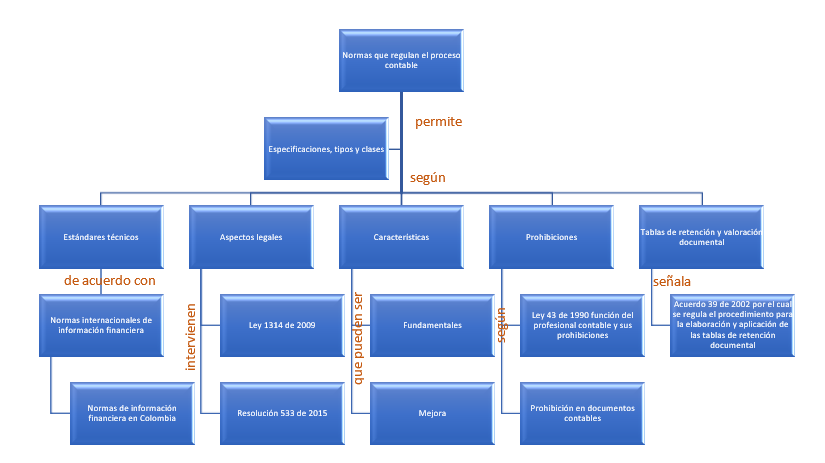 Normas que regulan el proceso
contable
permite
Especificaciones, tipos y clases
según
Estándares técnicos
Aspectos legales
Características
Prohibiciones
Tablas de retención y valoración
documental
de acuerdo con
señala
intervienen
que pueden ser
según
Normas internacionales de
información financiera
Ley 1314 de 2009
Fundamentales
Ley 43 de 1990 función del
profesional contable y sus
prohibiciones
Acuerdo 39 de 2002 por el cual
se regula el procedimiento para
la elaboración y aplicación de
las tablas de retención
documental
Normas de información
financiera en Colombia
Resolución 533 de 2015
Mejora
Prohibición en documentos
contables